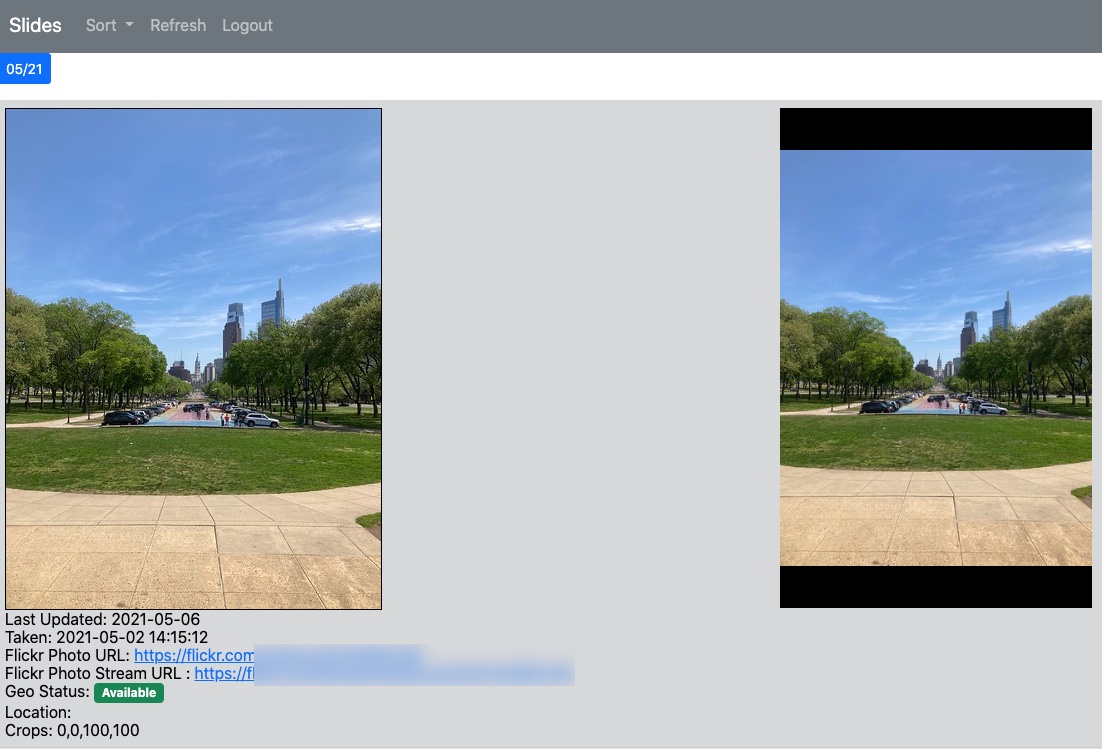 Slides Sort Refresh Logout
05/21
Last Updated: 2021-05-06
Taken: 2021-05-02 14:15:12
Flickr Photo URL: https://flickr.com
Flickr Photo Stream URL : https://fl
Geo Status: Available
Location:
Crops: 0,0,100,100